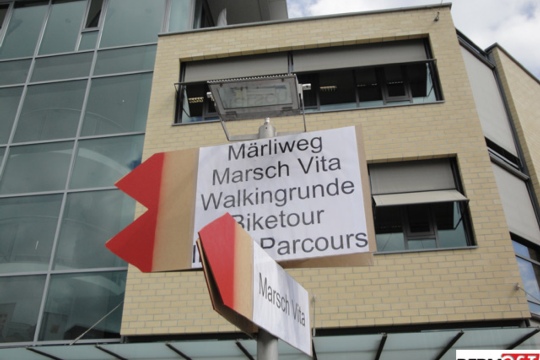 Märliweg
Marsch Vita
Walkingrunde
Biketour
Parcours
Marsch Vita